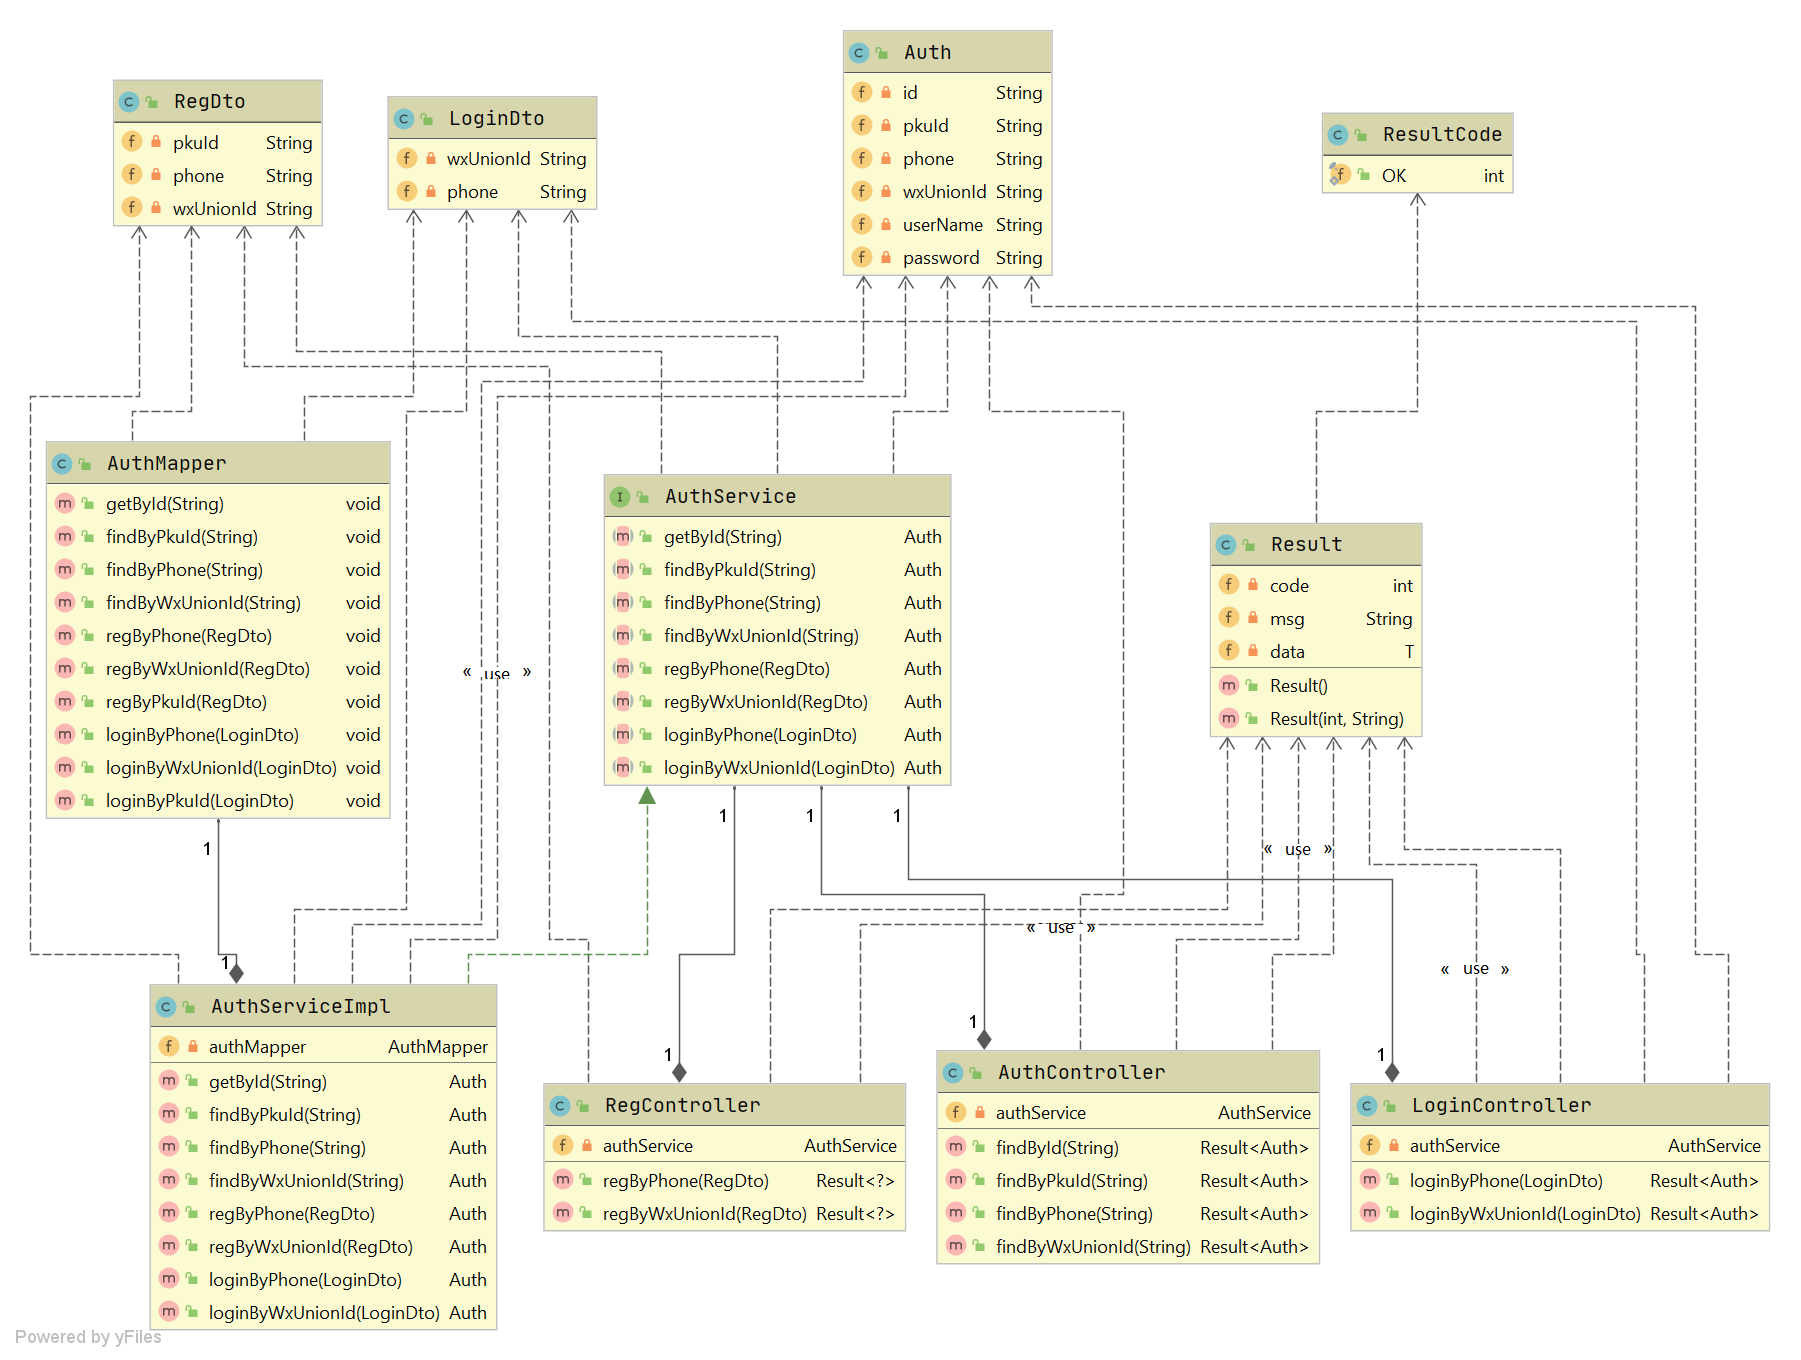 Auth
id String
pkuId String
phone String
wxUnionId String
userName String
password String
RegDto
pkuId String
phone String
wxUnionId String
LoginDto
wxUnionId String
phone String
ResultCode
OK int
AuthMapper
getById(String) void
findByPkuId(String) void
findByPhone(String) void
findByWxUnionId(String) void
regByPhone(RegDto) void
regByWxUnionId(RegDto) void
regByPkuId(RegDto) void
loginByPhone(LoginDto) void
loginByWxUnionId(LoginDto) void
loginByPkuId(LoginDto) void
« use »
AuthService
getById(String) Auth
findByPkuId(String) Auth
findByPhone(String) Auth
findByWxUnionId(String) Auth
regByPhone(RegDto) Auth
regByWxUnionId(RegDto) Auth
loginByPhone(LoginDto) Auth
loginByWxUnionId(LoginDto) Auth
Result
code int
msg String
data T
Result()
Result(int, String)
1
1
1
1
« use »
« use »
« use »
1
1
1
1
AuthServiceImpl
authMapper AuthMapper
getById(String) Auth
findByPkuId(String) Auth
findByPhone(String) Auth
findByWxUnionId(String) Auth
regByPhone(RegDto) Auth
regByWxUnionId(RegDto) Auth
loginByPhone(LoginDto) Auth
loginByWxUnionId(LoginDto) Auth
RegController
authService AuthService
regByPhone(RegDto) Result<?>
regByWxUnionId(RegDto) Result<?>
AuthController
authService AuthService
findById(String) Result<Auth>
findByPkuId(String) Result<Auth>
findByPhone(String) Result<Auth>
findByWxUnionId(String) Result<Auth>
LoginController
authService AuthService
loginByPhone(LoginDto) Result<Auth>
loginByWxUnionId(LoginDto) Result<Auth>
Powered by yFiles